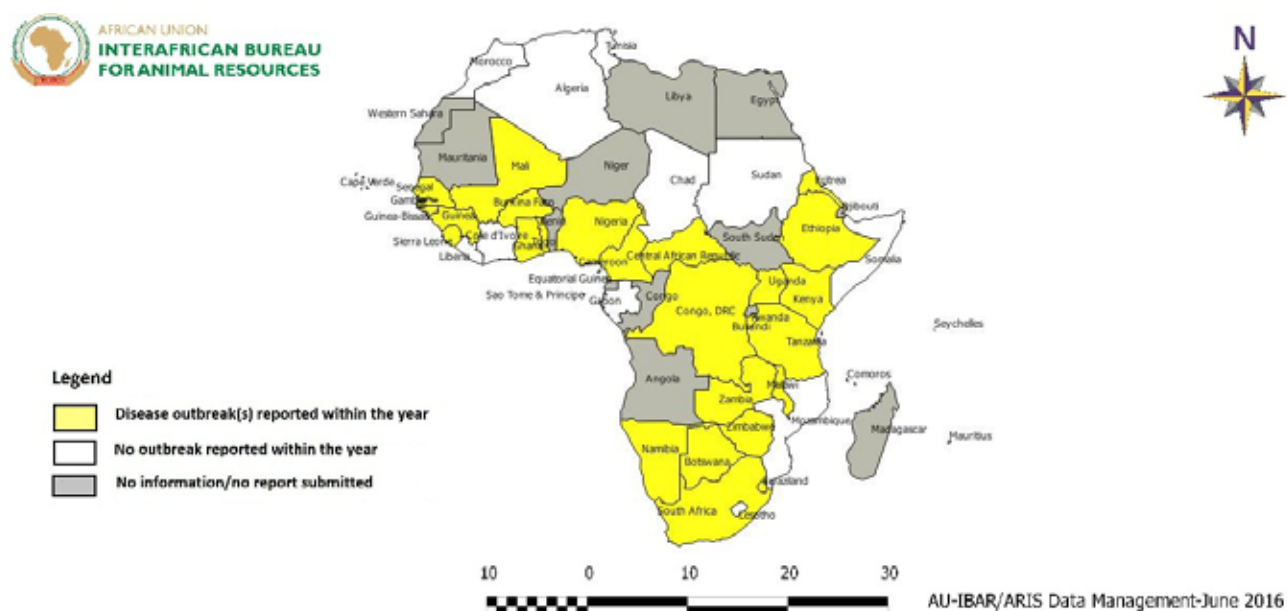 AFRICAN UNION
INTERAFRICAN BUREAU
FOR ANIMAL RESOURCES
N
Tunisia
Morocco
Algeria
Libya
Egypt
Western Sahara
Mauritania
Mali
Niger
Chad
Sudan
Eritrea
Cape Verde
Senegal
Gambia
Djibouti
Guinea-Bissau
Guinea
Burkina Faso
Benin
Nigeria
Ethiopia
Sierra Leone
Cote d'Ivoire
Ghana
Togo
South Sudan
Central African Republic
Liberia
Cameroon
Somalia
Equatorial Guinea
Sao Tome & Principe
Gabon
Congo
Congo, DRC
Uganda
Kenya
Rwanda
Burundi
Seychelles
Tanzania
Comoros
Angola
Malawi
Zambia
Mozambique
Madagascar
Mauritius
Zimbabwe
Namibia
Botswana
Swaziland
South Africa
Lesotho
Legend
Disease outbreak(s) reported within the year
No outbreak reported within the year
No information/no report submitted
10 0 10 20 30
AU-IBAR/ARIS Data Management-June 2016